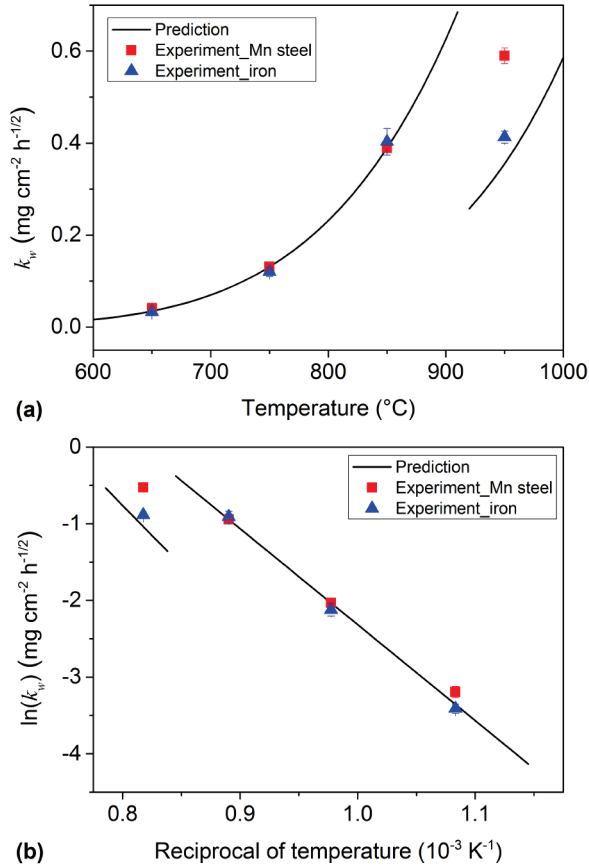 Prediction
Experiment_Mn steel
Experiment_iron
0.6
0.4
0.2
0.0
k_w (mg cm⁻² h⁻¹/²)
600 700 800 900 1000
(a) Temperature (°C)
Prediction
Experiment_Mn steel
Experiment_iron
0
-1
-2
-3
-4
ln(k_w) (mg cm⁻² h⁻¹/²)
0.8 0.9 1.0 1.1
(b) Reciprocal of temperature (10⁻³ K⁻¹)